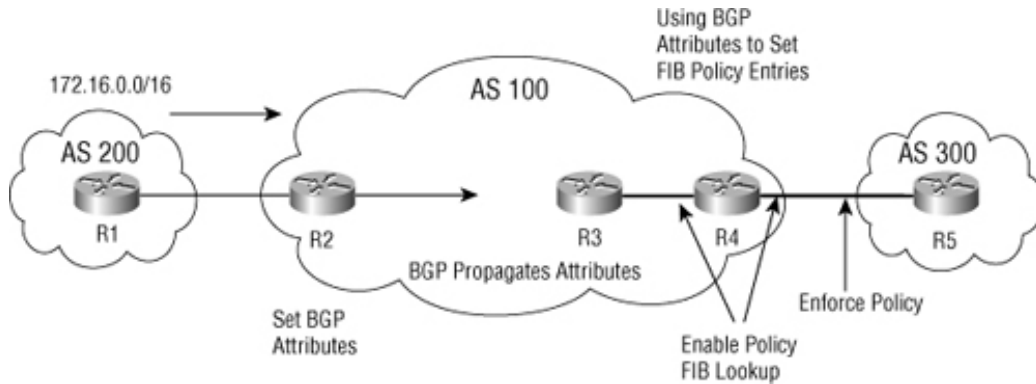 Using BGP
Attributes to Set
FIB Policy Entries
172.16.0.0/16
AS 100
AS 200
AS 300
R1
R2
R3
R4
R5
BGP Propagates Attributes
Set BGP
Attributes
Enable Policy
FIB Lookup
Enforce Policy